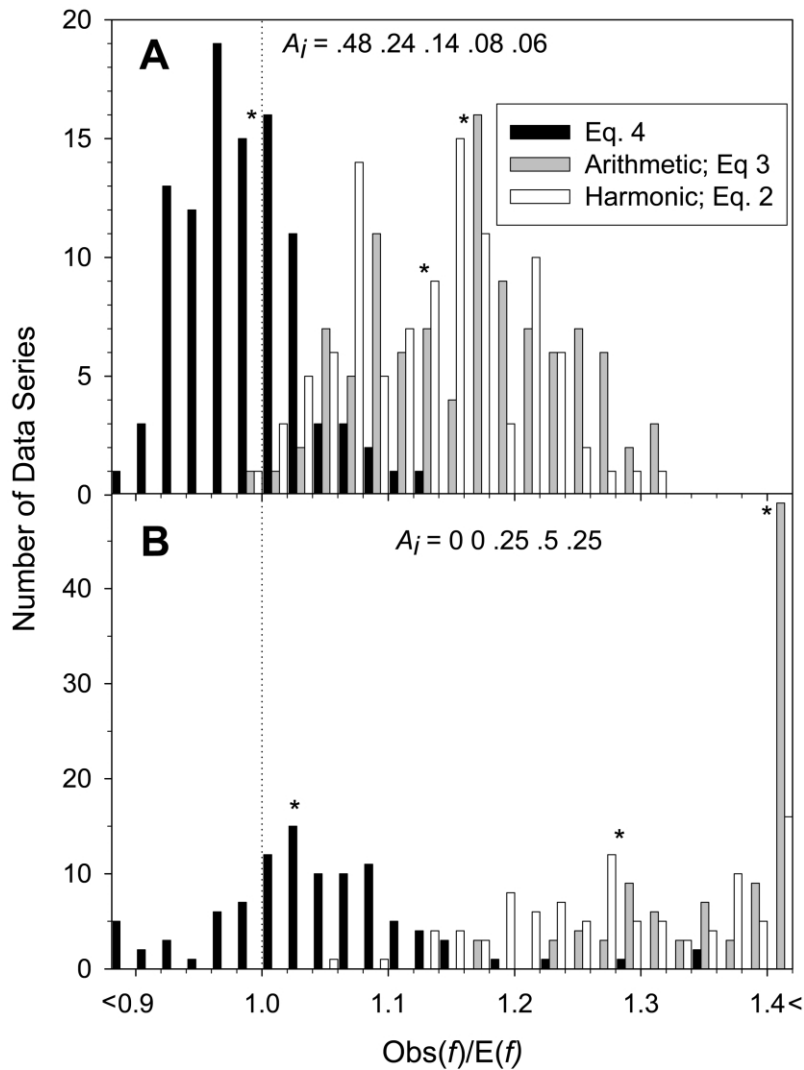 20
15
10
5
0
A
Ai = .48 .24 .14 .08 .06
*
*
*
Eq. 4
Arithmetic; Eq 3
Harmonic; Eq. 2
Number of Data Series
40
30
20
10
0
B
Ai = 0 0 .25 .5 .25
*
*
*
<0.9 1.0 1.1 1.2 1.3 1.4<
Obs(f)/E(f)